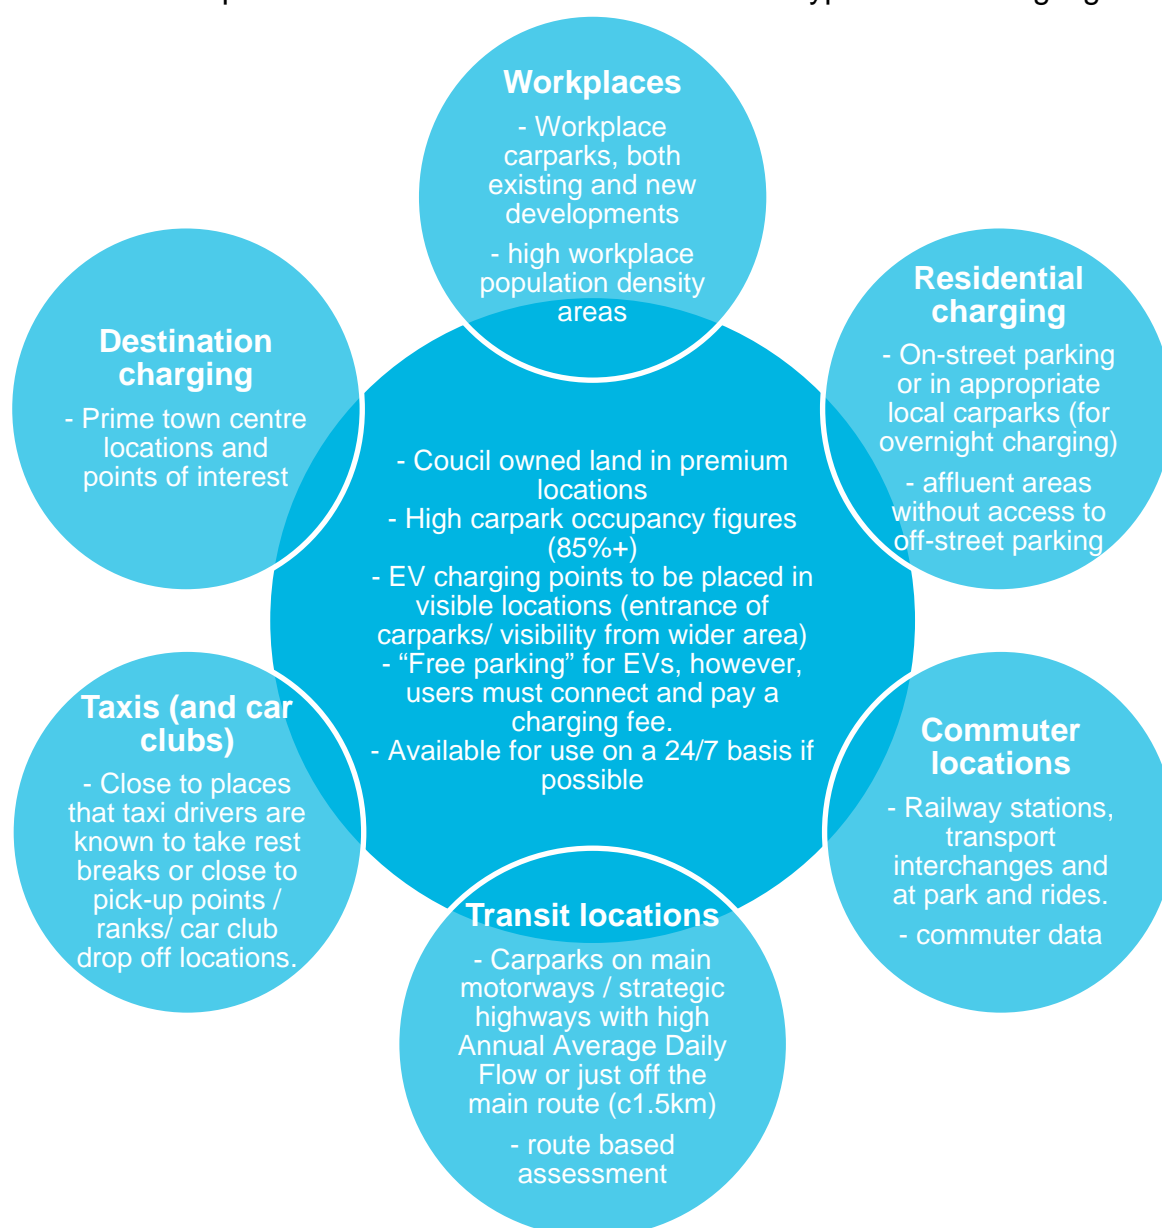 Workplaces
- Workplace
carparks, both
existing and new
developments
- high workplace
population density
areas
Residential
charging
- On-street parking
or in appropriate
local carparks (for
overnight charging)
- affluent areas
without access to
off-street parking
Destination
charging
- Prime town centre
locations and
points of interest
- Coucil owned land in premium
locations
- High carpark occupancy figures
(85%+)
- EV charging points to be placed in
visible locations (entrance of
carparks/ visibility from wider area)
- “Free parking” for EVs, however,
users must connect and pay a
charging fee.
- Available for use on a 24/7 basis if
possible
Taxis (and car
clubs)
- Close to places
that taxi drivers are
known to take rest
breaks or close to
pick-up points /
ranks/ car club
drop off locations.
Commuter
locations
- Railway stations,
transport
interchanges and
at park and rides.
- commuter data
Transit locations
- Carparks on main
motorways / strategic
highways with high
Annual Average Daily
Flow or just off the
main route (c1.5km)
- route based
assessment